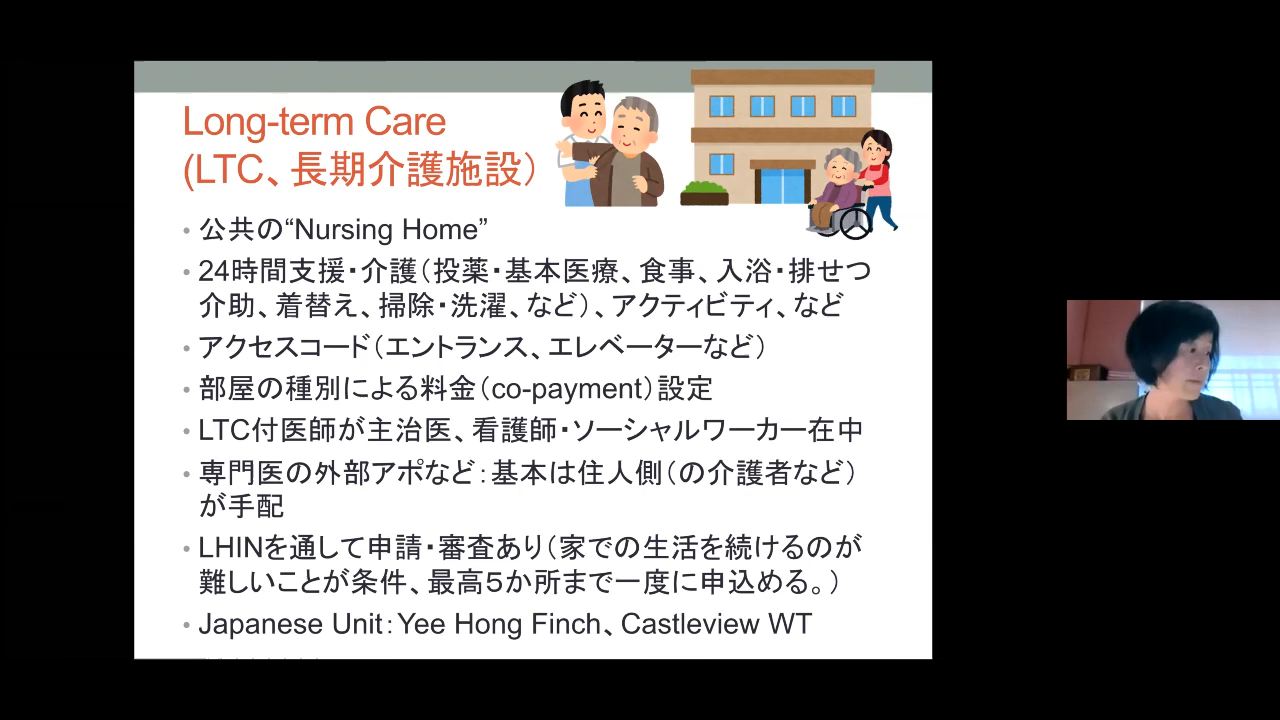 Long-term Care
(LTC、長期介護施設)
• 公共の“Nursing Home”
• 24時間支援・介護(投薬・基本医療、食事、入浴・排せつ
介助、着替え、掃除・洗濯、など)、アクティビティ、など
• アクセスコード(エントランス、エレベーターなど)
• 部屋の種別による料金(co-payment)設定
• LTC付医師が主治医、看護師・ソーシャルワーカー在中
• 専門医の外部アポなど:基本は住人側(の介護者など)
が手配
• LHINを通して申請・審査あり(家での生活を続けるのが
難しいことが条件、最高5か所まで一度に申込める。)
• Japanese Unit:Yee Hong Finch、Castleview WT